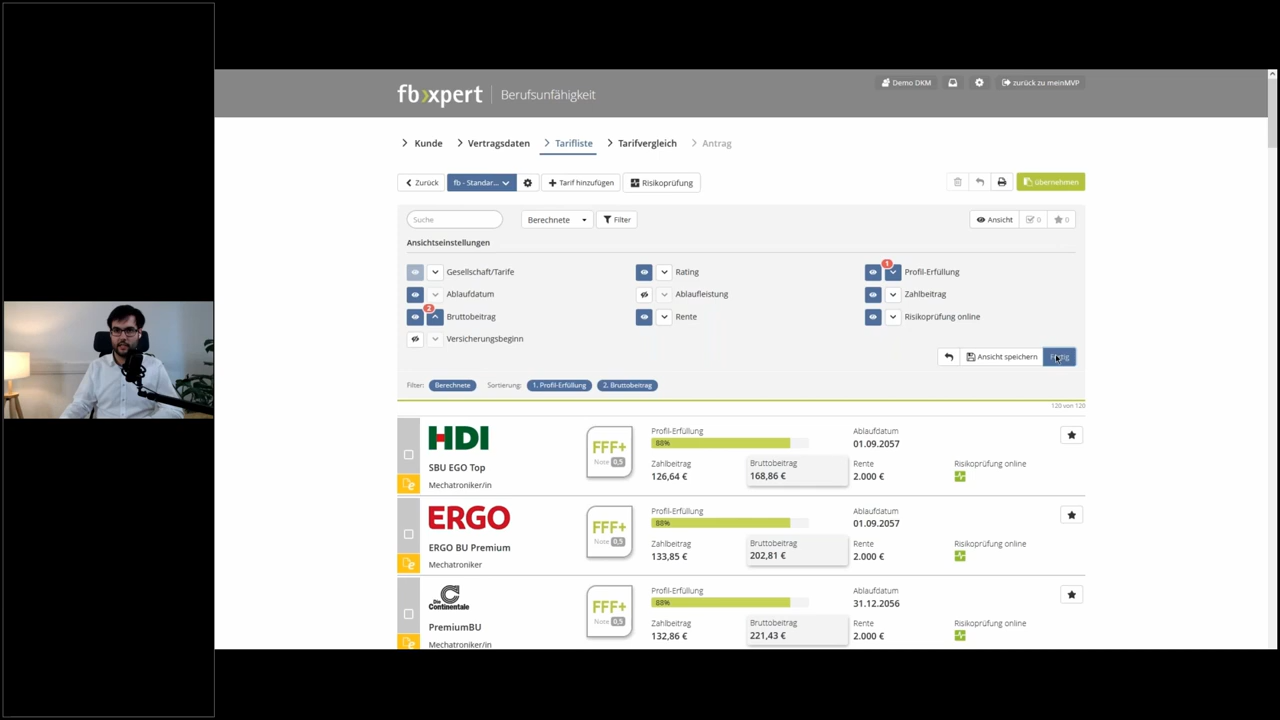 fb>xpert | Berufsunfähigkeit
Demo DKM
zurück zu meinMVP
Kunde
Vertragsdaten
Tarifliste
Tarifvergleich
Antrag
Zurück
fb - Standar...
Tarif hinzufügen
Risikoprüfung
übernehmen
Suche
Berechnete
Filter
Ansicht
0
0
Ansichtseinstellungen
Gesellschaft/Tarife
Rating
1
Profil-Erfüllung
Ablaufdatum
Ablaufleistung
Zahlbeitrag
2
Bruttobeitrag
Rente
Risikoprüfung online
Versicherungsbeginn
Ansicht speichern
Fertig
Filter: Berechnete Sortierung: 1. Profil-Erfüllung 2. Bruttobeitrag
120 von 120
HDI
SBU EGO Top
Mechatroniker/in
FFF+
Note 0,5
Profil-Erfüllung
88%
Ablaufdatum
01.09.2057
Zahlbeitrag
126,64 €
Bruttobeitrag
168,86 €
Rente
2.000 €
Risikoprüfung online
ERGO
ERGO BU Premium
Mechatroniker
FFF+
Note 0,5
Profil-Erfüllung
88%
Ablaufdatum
01.09.2057
Zahlbeitrag
133,85 €
Bruttobeitrag
202,81 €
Rente
2.000 €
Risikoprüfung online
Die
Continentale
PremiumBU
Mechatroniker/in
FFF+
Note 0,5
Profil-Erfüllung
88%
Ablaufdatum
31.12.2056
Zahlbeitrag
132,86 €
Bruttobeitrag
221,43 €
Rente
2.000 €
Risikoprüfung online